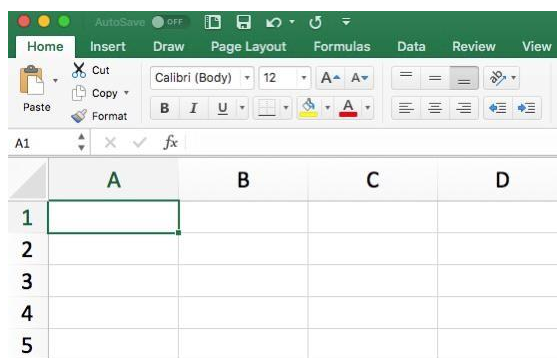 AutoSave OFF
Home Insert Draw Page Layout Formulas Data Review View
Paste
Cut
Copy
Format
Calibri (Body) 12 A A
B I U A
A1 fx
A B C D
1
2
3
4
5